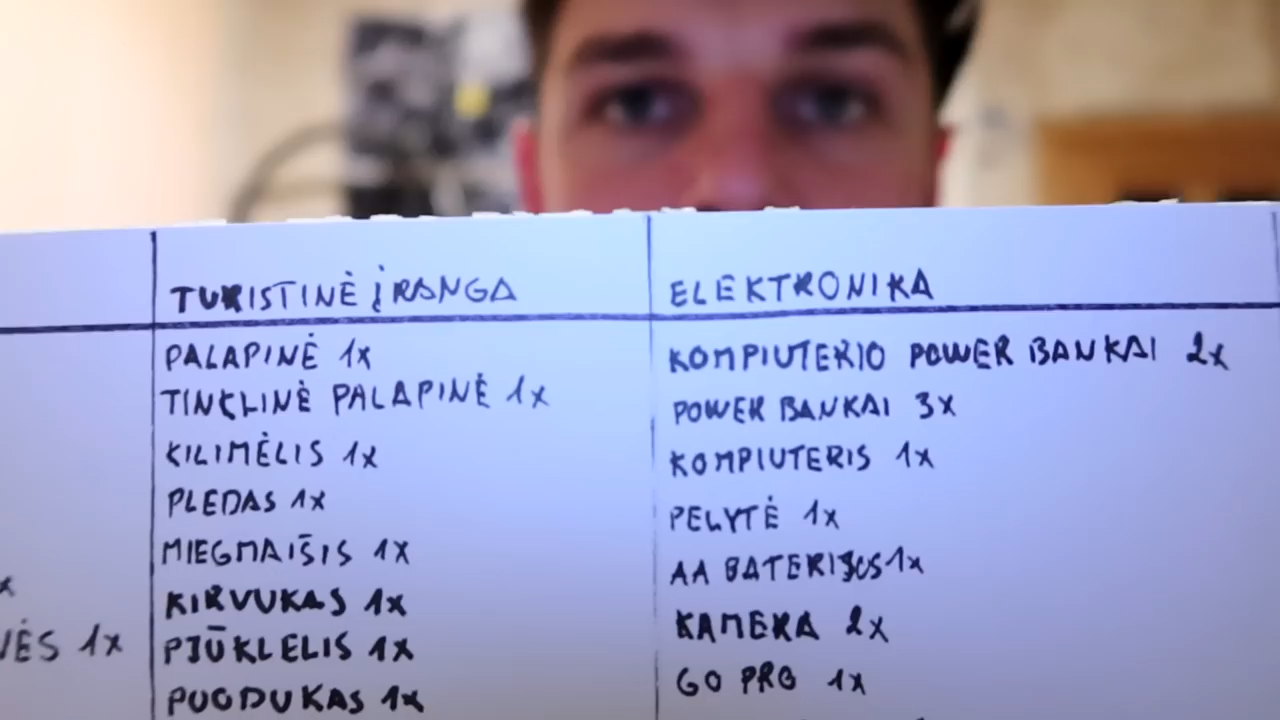 TURISTINĖ ĮRANGA
PALAPINĖ 1x
TINKLINĖ PALAPINĖ 1x
KILIMĖLIS 1x
PLEDAS 1x
MIEGMAIŠIS 1x
KIRVUKAS 1x
PJŪKLELIS 1x
PUODUKAS 1x
ELEKTRONIKA
KOMPIUTERIO POWER BANKAI 2x
POWER BANKAI 3x
KOMPIUTERIS 1x
PELYTĖ 1x
AA BATERIJOS 1x
KAMERA 2x
GO PRO 1x
1x